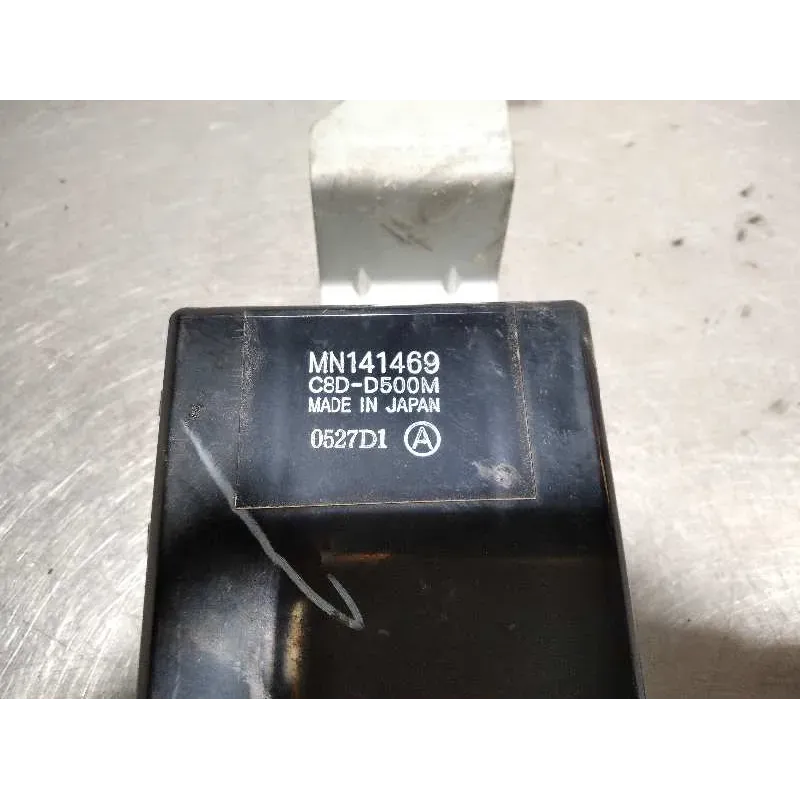 MN141469
C8D-D500M
MADE IN JAPAN
0527D1 Ⓐ